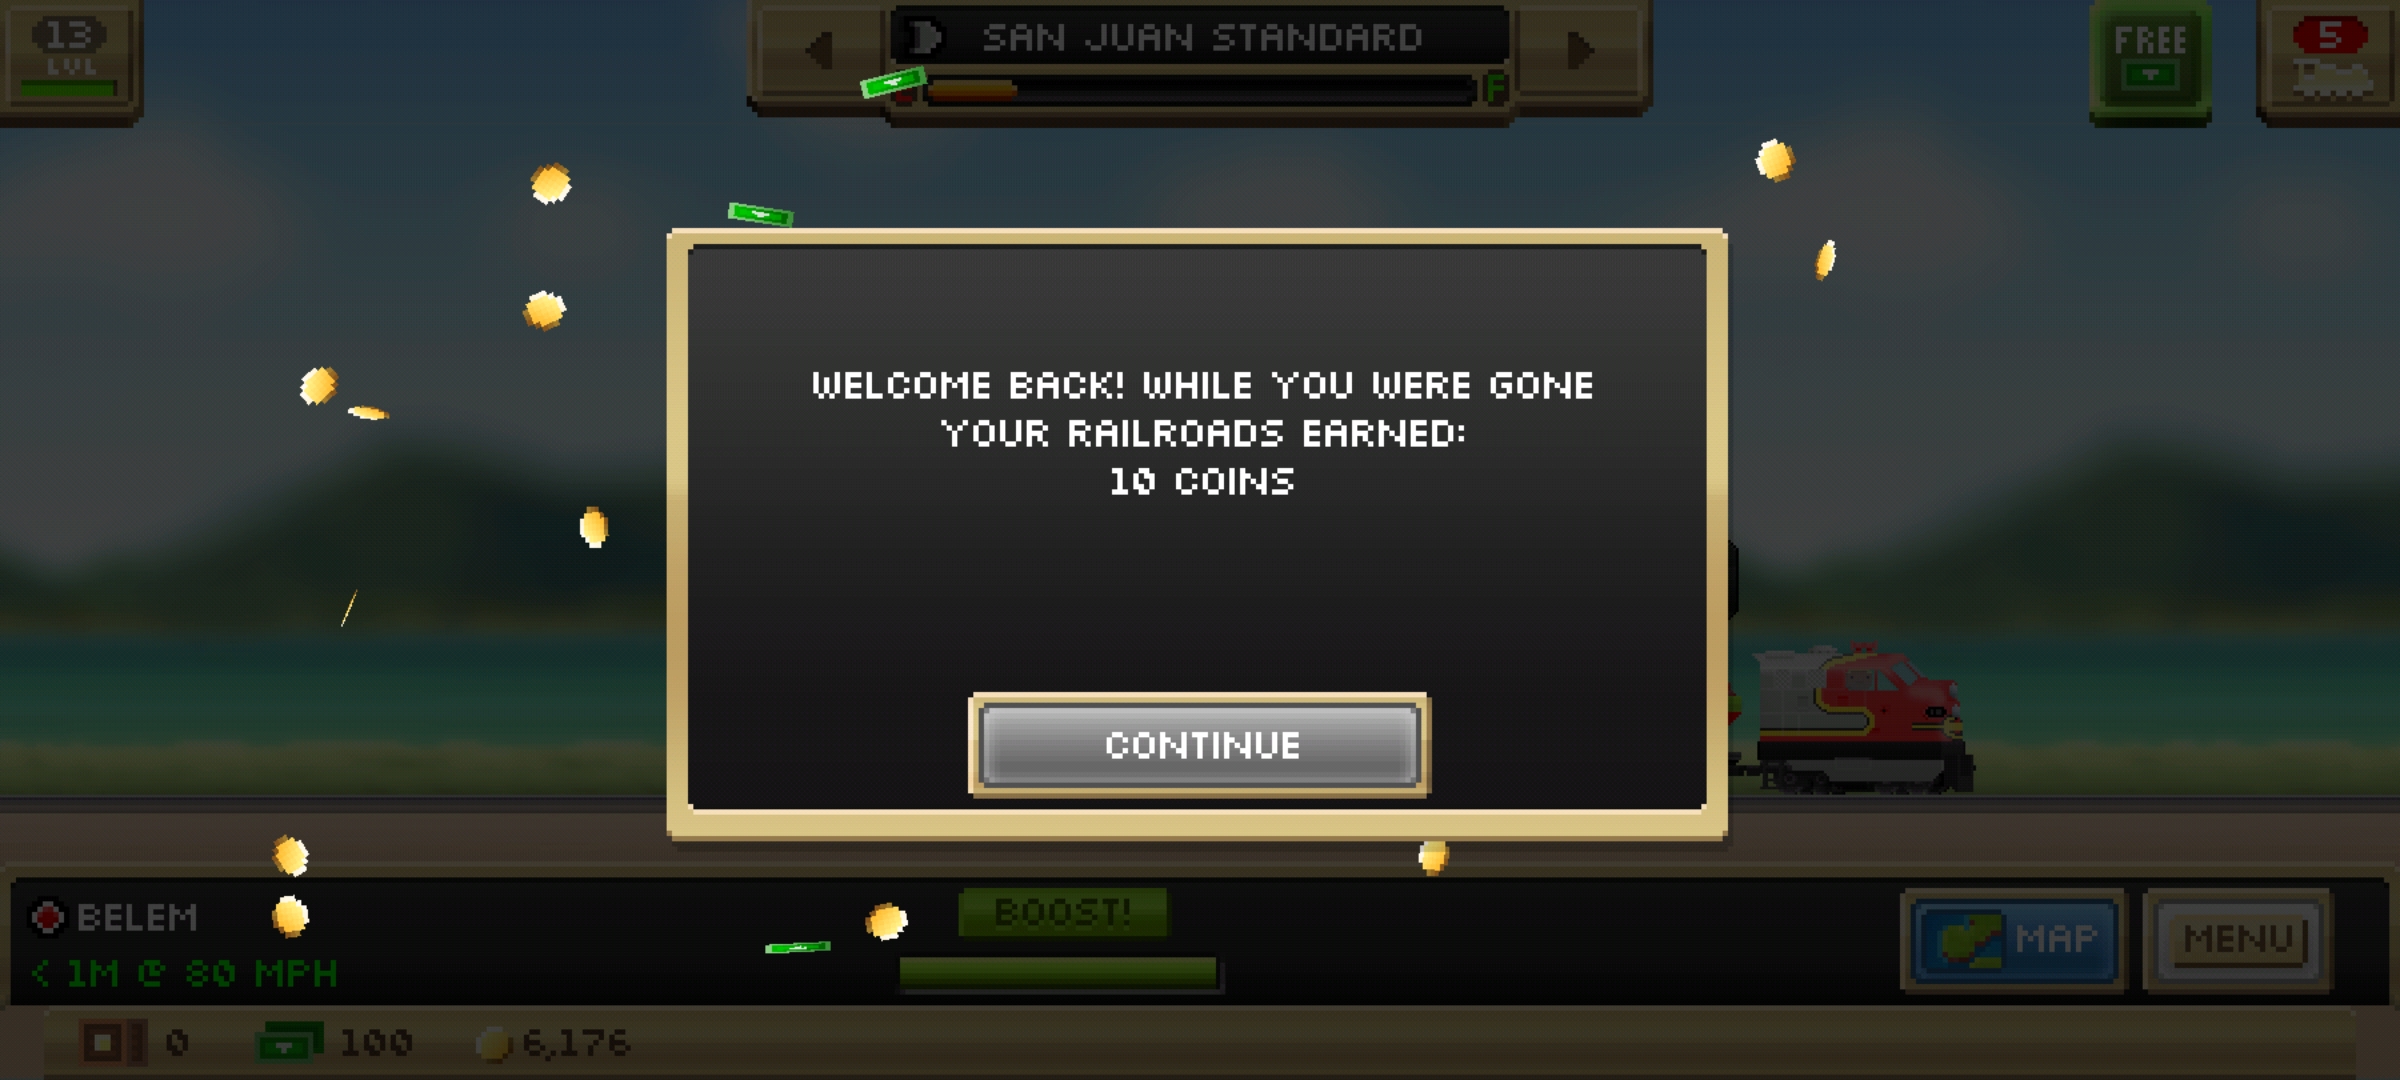 13
LVL
SAN JUAN STANDARD
F
FREE
5
WELCOME BACK! WHILE YOU WERE GONE
YOUR RAILROADS EARNED:
10 COINS
CONTINUE
BELEM
< 1M @ 80 MPH
BOOST!
MAP
MENU
0
100
6,176